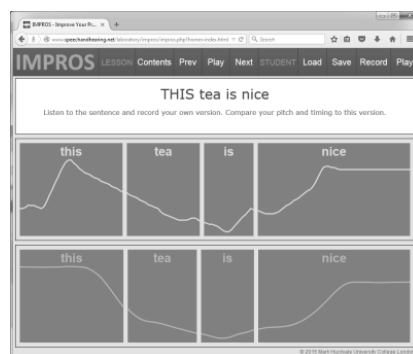 IMPROS - Improve Your Pr...
www.speechandhearing.net/laboratory/impros/impros.php?home=index.html
Search
IMPROS LESSON Contents Prev Play Next STUDENT Load Save Record Play
THIS tea is nice
Listen to the sentence and record your own version. Compare your pitch and timing to this version.
this tea is nice
this tea is nice
© 2015 Mark Huckvale University College London